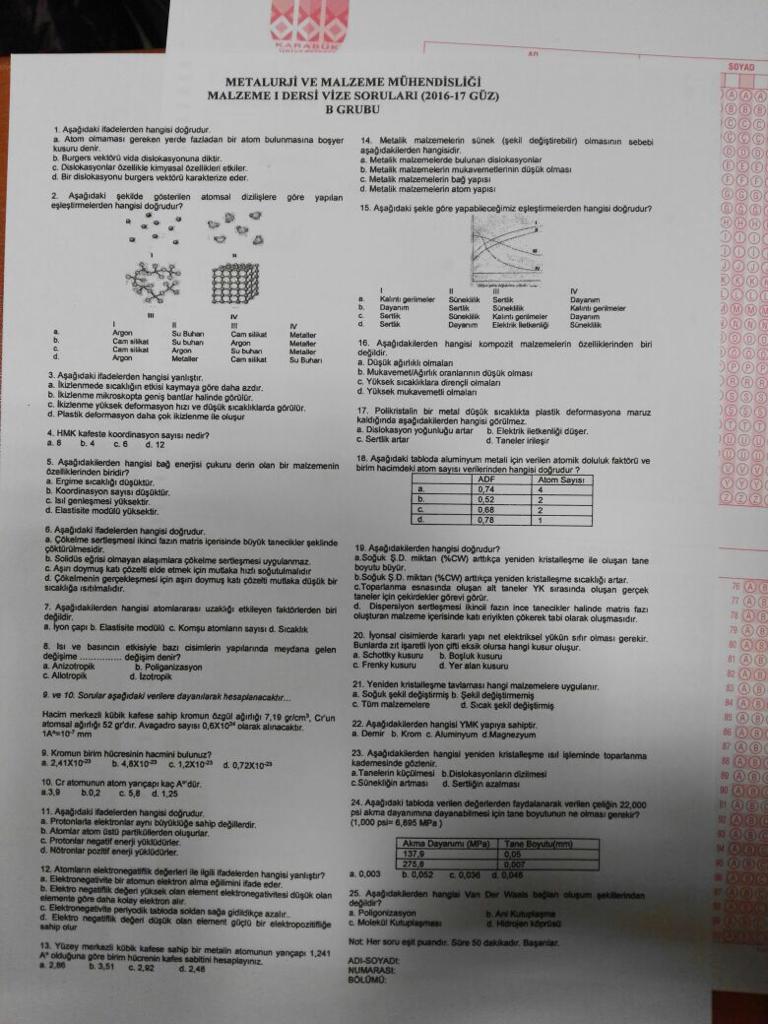 KARABÜK
ADI
SOYAD
METALURJİ VE MALZEME MÜHENDİSLİĞİ
MALZEME I DERSİ VİZE SORULARI (2016-17 GÜZ)
B GRUBU
1. Aşağıdaki ifadelerden hangisi doğrudur.
a. Atom olmaması gereken yerde fazladan bir atom bulunmasına boşyer
kusuru denir.
b. Burgers vektörü vida dislokasyonuna diktir.
c. Dislokasyonlar özellikle kimyasal özellikleri etkiler.
d. Bir dislokasyonu burgers vektörü karakterize eder.
2. Aşağıdaki şekilde gösterilen atomsal dizilişlere göre yapılan
eşleştirmelerden hangisi doğrudur?
I II
III IV
I II III IV
a. Argon Su Buharı Cam silikat Metaller
b. Cam silikat Su buharı Argon Metaller
c. Cam silikat Argon Su buharı Metaller
d. Argon Metaller Cam silikat Su Buharı
3. Aşağıdaki ifadelerden hangisi yanlıştır.
a. İkizlenmede sıcaklığın etkisi kaymaya göre daha azdır.
b. İkizlenme mikroskopta geniş bantlar halinde görülür.
c. İkizlenme yüksek deformasyon hızı ve düşük sıcaklıklarda görülür.
d. Plastik deformasyon daha çok ikizlenme ile oluşur
4. HMK kafeste koordinasyon sayısı nedir?
a. 8 b. 4 c. 6 d. 12
5. Aşağıdakilerden hangisi bağ enerjisi çukuru derin olan bir malzemenin
özelliklerinden biridir?
a. Ergime sıcaklığı düşüktür.
b. Koordinasyon sayısı düşüktür.
c. Isıl genleşmesi yüksektir.
d. Elastisite modülü yüksektir.
6. Aşağıdaki ifadelerden hangisi doğrudur.
a. Çökelme sertleşmesi ikinci fazın matris içerisinde büyük tanecikler şeklinde
çöktürülmesidir.
b. Solidüs eğrisi olmayan alaşımlara çökelme sertleşmesi uygulanmaz.
c. Aşırı doymuş katı çözelti elde etmek için mutlaka hızlı soğutulmalıdır
d. Çökelmenin gerçekleşmesi için aşırı doymuş katı çözelti mutlaka düşük bir
sıcaklığa ısıtılmalıdır.
7. Aşağıdakilerden hangisi atomlararası uzaklığı etkileyen faktörlerden biri
değildir.
a. İyon çapı b. Elastisite modülü c. Komşu atomların sayısı d. Sıcaklık
8. Isı ve basıncın etkisiyle bazı cisimlerin yapılarında meydana gelen
değişime .............. değişim denir?
a. Anizotropik b. Poliganizasyon
c. Allotropik d. İzotropik
9. ve 10. Sorular aşağıdaki verilere dayanılarak hesaplanacaktır...
Hacim merkezli kübik kafese sahip kromun özgül ağırlığı 7,19 gr/cm³, Cr'un
atomsal ağırlığı 52 gr'dır. Avagadro sayısı 0,6X10²⁴ olarak alınacaktır.
1A°=10⁻⁷ mm
9. Kromun birim hücresinin hacmini bulunuz?
a. 2,41X10⁻²³ b. 4,8X10⁻²³ c. 1,2X10⁻²³ d. 0,72X10⁻²³
10. Cr atomunun atom yarıçapı kaç A°'dür.
a.3,9 b.0,2 c. 5,8 d. 1,25
11. Aşağıdaki ifadelerden hangisi doğrudur.
a. Protonlarla elektronlar aynı büyüklüğe sahip değillerdir.
b. Atomlar atom üstü partiküllerden oluşurlar.
c. Protonlar negatif enerji yüklüdürler.
d. Nötronlar pozitif enerji yüklüdürler.
12. Atomların elektronegatiflik değerleri ile ilgili ifadelerden hangisi yanlıştır?
a. Elektronegativite bir atomun elektron alma eğilimini ifade eder.
b. Elektro negatiflik değeri yüksek olan element elektronegativitesi düşük olan
elemente göre daha kolay elektron alır.
c. Elektronegativite periyodik tabloda soldan sağa gidildikçe azalır.
d. Elektro negatiflik değeri düşük olan element güçlü bir elektropozitifliğe
sahip olur
13. Yüzey merkezli kübik kafese sahip bir metalin atomunun yarıçapı 1,241
A° olduğuna göre birim hücrenin kafes sabitini hesaplayınız.
a. 2,86 b. 3,51 c. 2,92 d. 2,48
14. Metalik malzemelerin sünek (şekil değiştirebilir) olmasının sebebi
aşağıdakilerden hangisidir.
a. Metalik malzemelerde bulunan dislokasyonlar
b. Metalik malzemelerin mukavemetlerinin düşük olması
c. Metalik malzemelerin bağ yapısı
d. Metalik malzemelerin atom yapısı
15. Aşağıdaki şekle göre yapabileceğimiz eşleştirmelerden hangisi doğrudur?
I
II
III
IV
I II III IV
a. Kalıntı gerilmeler Süneklilik Sertlik Dayanım
b. Dayanım Sertlik Süneklilik Kalıntı gerilmeler
c. Sertlik Süneklilik Kalıntı gerilmeler Dayanım
d. Sertlik Dayanım Elektrik iletkenliği Süneklilik
16. Aşağıdakilerden hangisi kompozit malzemelerin özelliklerinden biri
değildir.
a. Düşük ağırlıklı olmaları
b. Mukavemet/Ağırlık oranlarının düşük olması
c. Yüksek sıcaklıklara dirençli olmaları
d. Yüksek mukavemetli olmaları
17. Polikristalin bir metal düşük sıcaklıkta plastik deformasyona maruz
kaldığında aşağıdakilerden hangisi görülmez.
a. Dislokasyon yoğunluğu artar b. Elektrik iletkenliği düşer.
c. Sertlik artar d. Taneler irileşir
18. Aşağıdaki tabloda aluminyum metali için verilen atomik doluluk faktörü ve
birim hacimdeki atom sayısı verilerinden hangisi doğrudur ?
ADF Atom Sayısı
a. 0,74 4
b. 0,52 2
c. 0,68 2
d. 0,78 1
19. Aşağıdakilerden hangisi doğrudur?
a.Soğuk Ş.D. miktarı (%CW) arttıkça yeniden kristalleşme ile oluşan tane
boyutu büyür.
b.Soğuk Ş.D. miktarı (%CW) arttıkça yeniden kristalleşme sıcaklığı artar.
c.Toparlanma esnasında oluşan alt taneler YK sırasında oluşan gerçek
taneler için çekirdekler görevi görür.
d. Dispersiyon sertleşmesi ikincil fazın ince tanecikler halinde matris fazı
oluşturan malzeme içerisinde katı eriyikten çökerek tabi olarak oluşmasıdır.
20. İyonsal cisimlerde kararlı yapı net elektriksel yükün sıfır olması gerekir.
Bunlarda zıt işaretli iyon çifti eksik olursa hangi kusur oluşur.
a. Schottky kusuru b. Boşluk kusuru
c. Frenky kusuru d. Yer alan kusuru
21. Yeniden kristalleşme tavlaması hangi malzemelere uygulanır.
a. Soğuk şekil değiştirmiş b. Şekil değiştirmemiş
c. Tüm malzemelere d. Sıcak şekil değiştirmiş
22. Aşağıdakilerden hangisi YMK yapıya sahiptir.
a. Demir b. Krom c. Aluminyum d.Magnezyum
23. Aşağıdakilerden hangisi yeniden kristalleşme ısıl işleminde toparlanma
kademesinde gözlenir.
a.Tanelerin küçülmesi b.Dislokasyonların dizilmesi
c.Sünekliğin artması d. Sertliğin azalması
24. Aşağıdaki tabloda verilen değerlerden faydalanarak verilen çeliğin 22,000
psi akma dayanımına dayanabilmesi için tane boyutunun ne olması gerekir?
(1,000 psi= 6,895 MPa )
Akma Dayanımı (MPa) Tane Boyutu(mm)
137,9 0,05
275,8 0,007
a. 0,003 b. 0,052 c. 0,036 d. 0,046
25. Aşağıdakilerden hangisi Van Der Waals bağları oluşum şekillerinden
değildir?
a. Poligonizasyon b. Ani Kutuplaşma
c. Molekül Kutuplaşması d. Hidrojen köprüsü
Not: Her soru eşit puandır. Süre 50 dakikadır. Başarılar.
ADI-SOYADI:
NUMARASI:
BÖLÜMÜ: